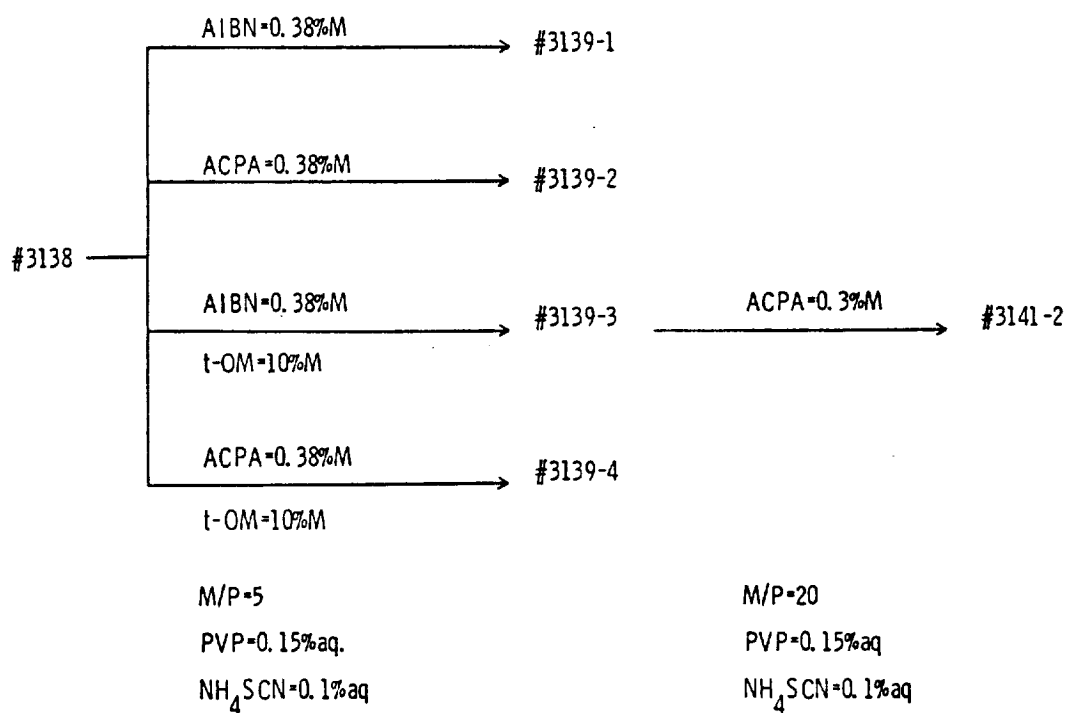 AIBN=0.38%M
#3139-1
ACPA=0.38%M
#3139-2
#3138
AIBN=0.38%M
#3139-3
t-OM=10%M
ACPA=0.3%M
#3141-2
ACPA=0.38%M
#3139-4
t-OM=10%M
M/P=5
PVP=0.15%aq.
NH4SCN=0.1%aq
M/P=20
PVP=0.15%aq
NH4SCN=0.1%aq